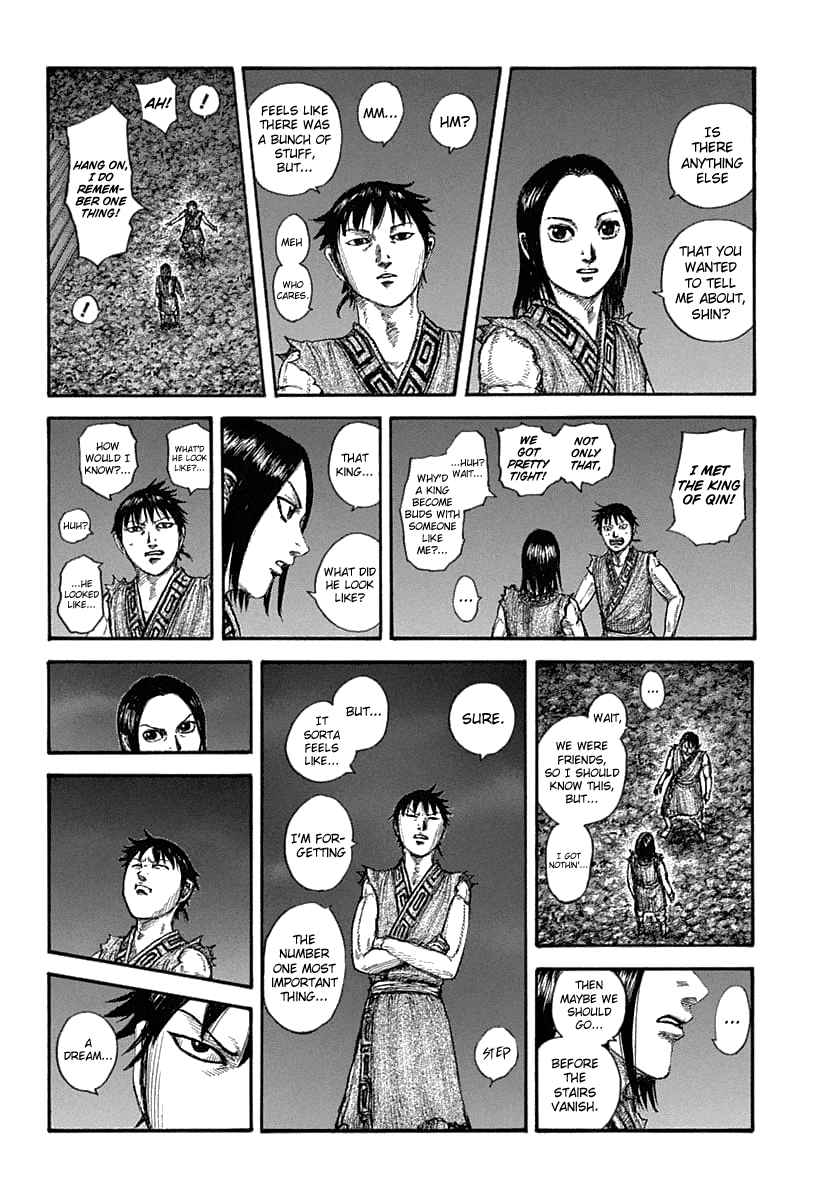 IS
THERE
ANYTHING
ELSE
THAT YOU
WANTED
TO TELL
ME ABOUT,
SHIN?
HM?
MM...
FEELS LIKE
THERE WAS
A BUNCH OF
STUFF,
BUT...
MEH
WHO
CARES.
!
AH!
HANG ON,
I DO
REMEM-
BER ONE
THING!
!
I MET
THE KING
OF QIN!
NOT
ONLY
THAT,
WE
GOT
PRETTY
TIGHT!
...HUH?
WAIT...
WHY'D
A KING
BECOME
BUDS WITH
SOMEONE
LIKE
ME?...
...
THAT
KING...
WHAT DID
HE LOOK
LIKE?
WHAT'D
HE LOOK
LIKE?...
HOW
WOULD I
KNOW?...
HUH?
...HE
LOOKED
LIKE...
...
WAIT,
WE WERE
FRIENDS,
SO I SHOULD
KNOW THIS,
BUT...
I GOT
NOTHIN'...
...
THEN
MAYBE WE
SHOULD
GO...
BEFORE
THE
STAIRS
VANISH.
SURE.
BUT...
IT
SORTA
FEELS
LIKE...
I'M FOR-
GETTING
THE
NUMBER
ONE MOST
IMPORTANT
THING...
STEP
A
DREAM...